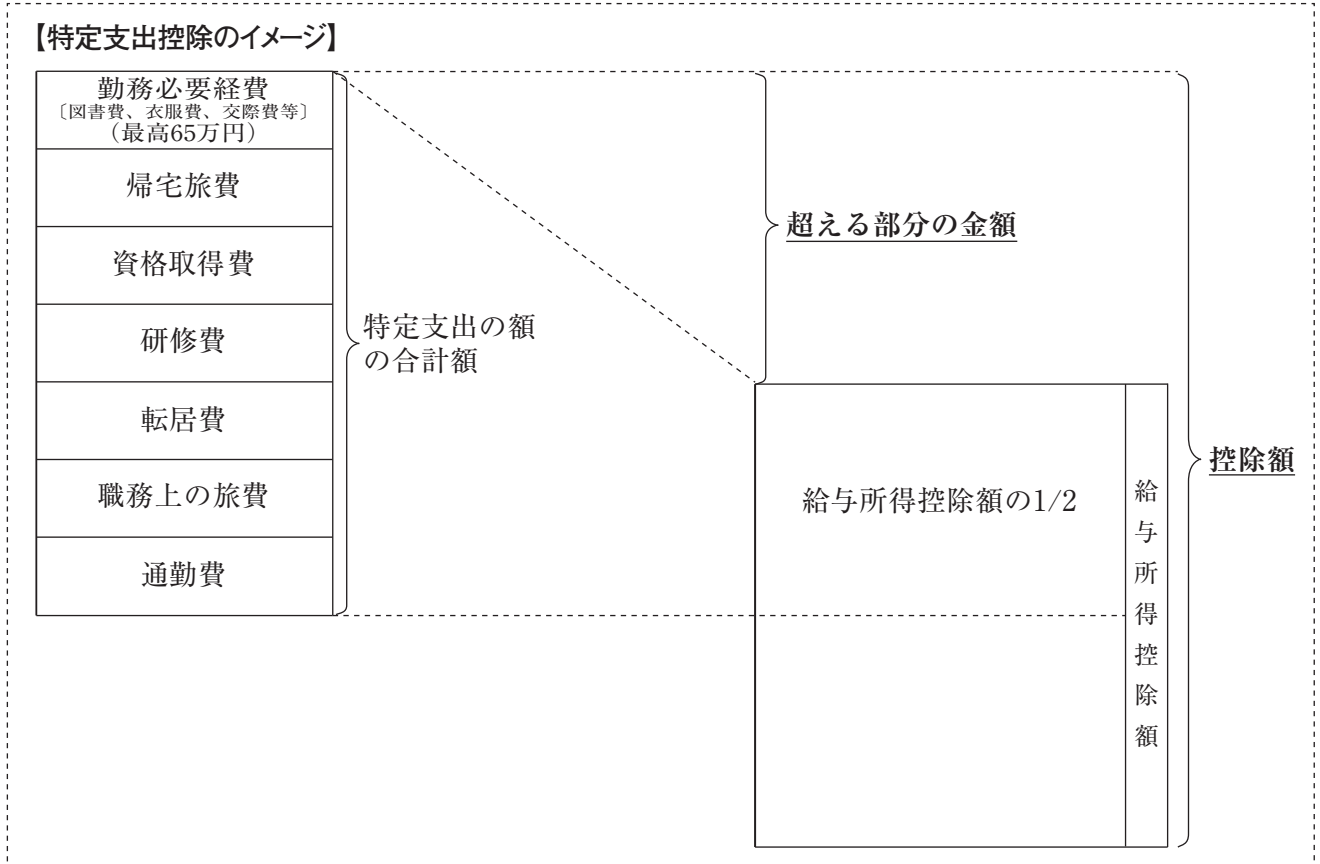 【特定支出控除のイメージ】
勤務必要経費
〔図書費、衣服費、交際費等〕
（最高65万円）
帰宅旅費
資格取得費
研修費
転居費
職務上の旅費
通勤費
特定支出の額
の合計額
超える部分の金額
給与所得控除額の1/2
給与所得控除額
控除額